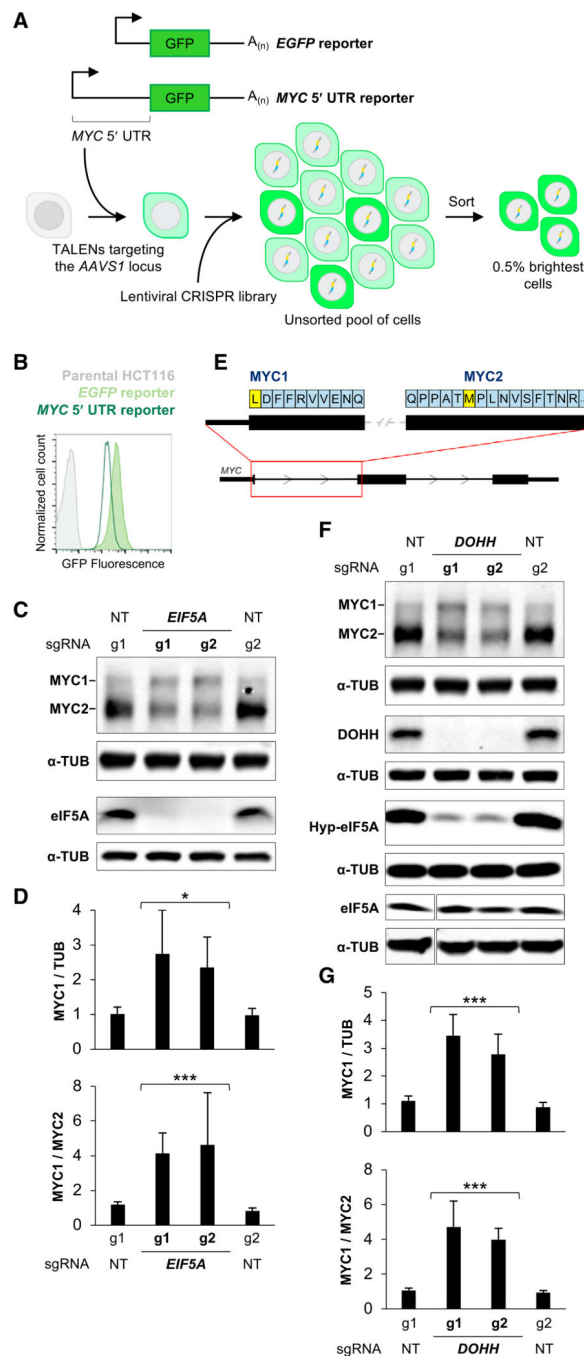 A
GFP
A(n) EGFP reporter
GFP
A(n) MYC 5′ UTR reporter
MYC 5′ UTR
TALENs targeting
the AAVS1 locus
Lentiviral CRISPR library
Unsorted pool of cells
Sort
0.5% brightest
cells
B
Parental HCT116
EGFP reporter
MYC 5′ UTR reporter
Normalized cell count
GFP Fluorescence
C
NT EIF5A NT
sgRNA g1 g1 g2 g2
MYC1
MYC2
α-TUB
eIF5A
α-TUB
D
MYC1 / TUB
4
3
2
1
0
*
MYC1 / MYC2
8
6
4
2
0
***
g1 g1 g2 g2
sgRNA NT EIF5A NT
E
MYC1 MYC2
L D F F R V V E N Q Q P P A T M P L N V S F T N R ...
MYC
F
NT DOHH NT
sgRNA g1 g1 g2 g2
MYC1
MYC2
α-TUB
DOHH
α-TUB
Hyp-eIF5A
α-TUB
eIF5A
α-TUB
G
MYC1 / TUB
5
4
3
2
1
0
***
MYC1 / MYC2
8
6
4
2
0
***
g1 g1 g2 g2
sgRNA NT DOHH NT